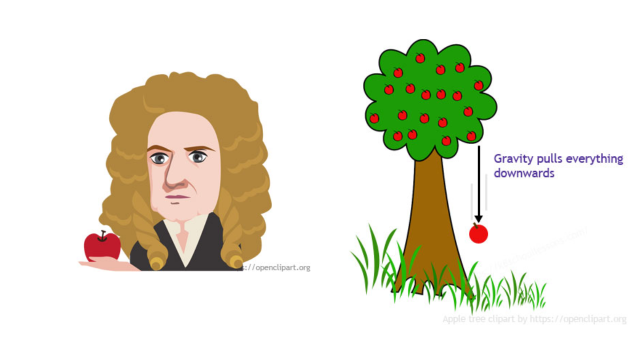 ://openclipart.org
Gravity pulls everything
downwards
Apple tree clipart by https://openclipart.org